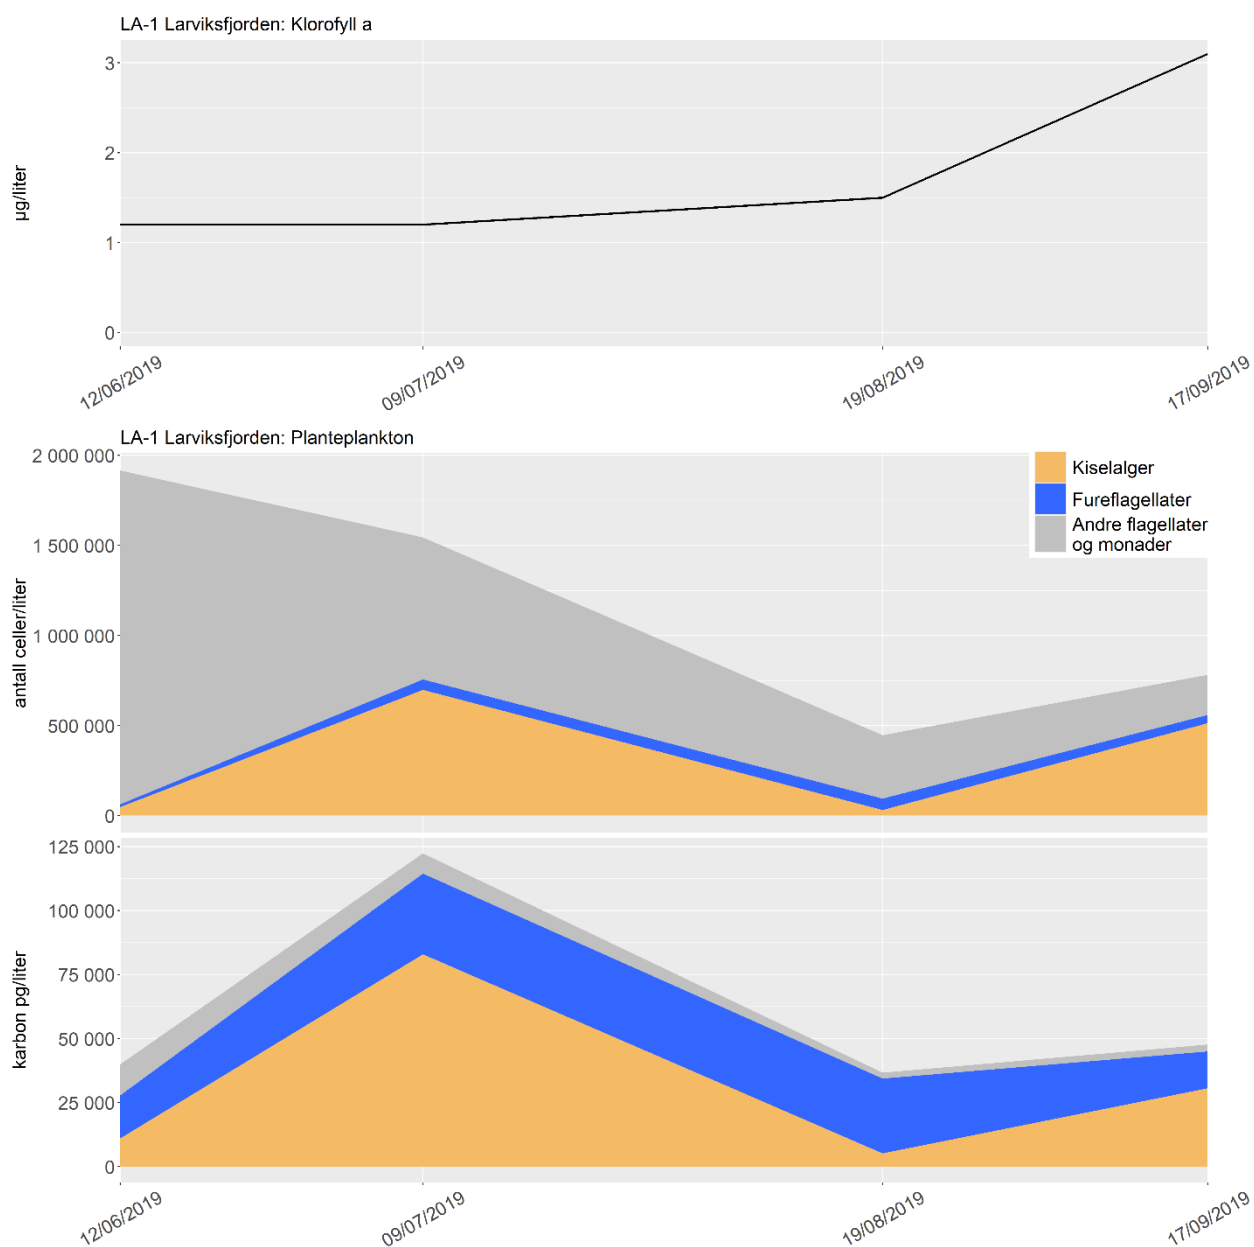 LA-1 Larviksfjorden: Klorofyll a
µg/liter
3
2
1
0
12/06/2019
09/07/2019
19/08/2019
17/09/2019
LA-1 Larviksfjorden: Planteplankton
antall celler/liter
2 000 000
1 500 000
1 000 000
500 000
0
Kiselalger
Fureflagellater
Andre flagellater
og monader
karbon pg/liter
125 000
100 000
75 000
50 000
25 000
0
12/06/2019
09/07/2019
19/08/2019
17/09/2019